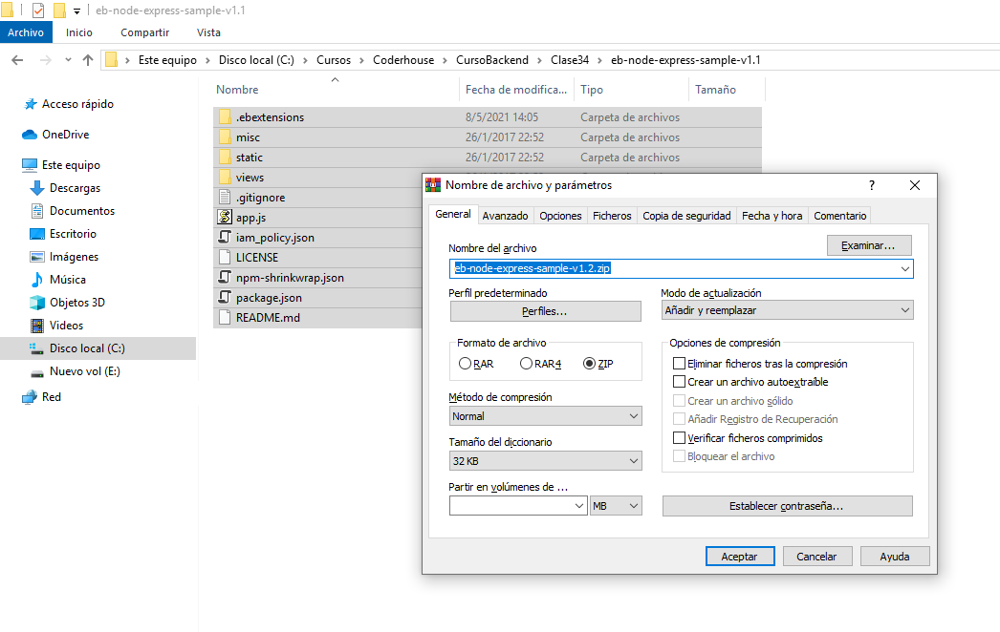 eb-node-express-sample-v1.1
Archivo Inicio Compartir Vista
Este equipo > Disco local (C:) > Cursos > Coderhouse > CursoBackend > Clase34 > eb-node-express-sample-v1.1
Acceso rápido
OneDrive
Este equipo
Descargas
Documentos
Escritorio
Imágenes
Música
Objetos 3D
Videos
Disco local (C:)
Nuevo vol (E:)
Red
Nombre Fecha de modifica... Tipo Tamaño
.ebextensions 8/5/2021 14:05 Carpeta de archivos
misc 26/1/2017 22:52 Carpeta de archivos
static 26/1/2017 22:52 Carpeta de archivos
views
.gitignore
app.js
iam_policy.json
LICENSE
npm-shrinkwrap.json
package.json
README.md
Nombre de archivo y parámetros ?
General Avanzado Opciones Ficheros Copia de seguridad Fecha y hora Comentario
Nombre del archivo
Examinar...
eb-node-express-sample-v1.2.zip
Perfil predeterminado
Perfiles...
Modo de actualización
Añadir y reemplazar
Formato de archivo
RAR RAR4 ZIP
Método de compresión
Normal
Tamaño del diccionario
32 KB
Partir en volúmenes de ...
MB
Opciones de compresión
Eliminar ficheros tras la compresión
Crear un archivo autoextraíble
Crear un archivo sólido
Añadir Registro de Recuperación
Verificar ficheros comprimidos
Bloquear el archivo
Establecer contraseña...
Aceptar Cancelar Ayuda